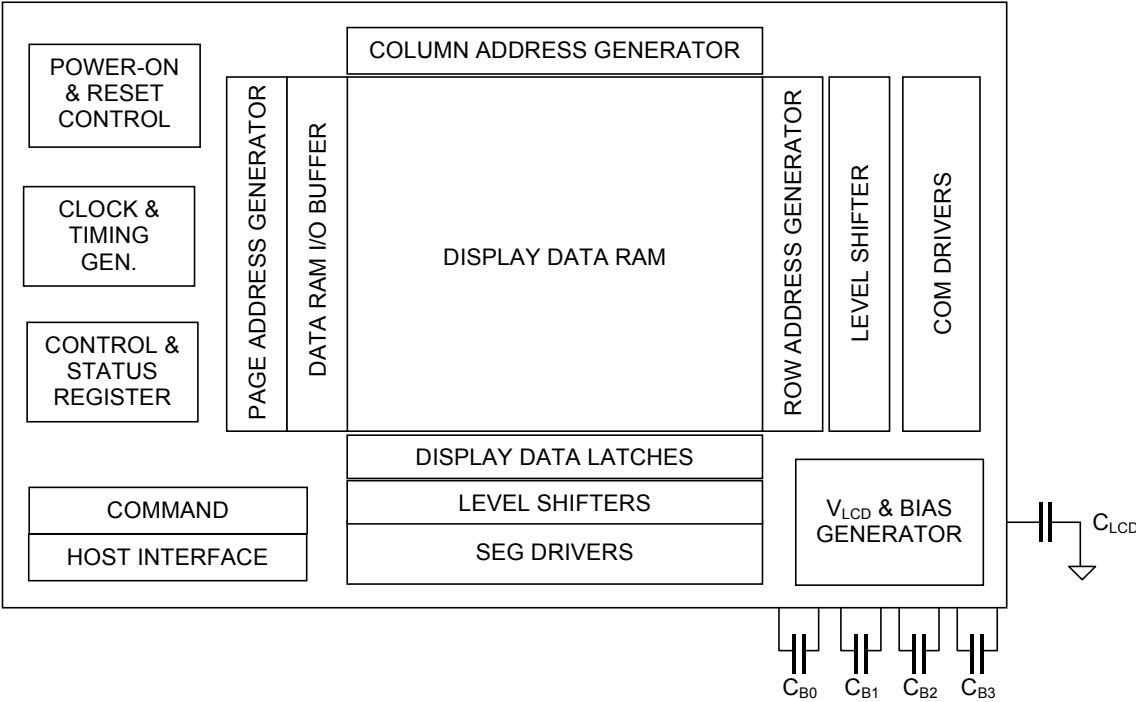 COLUMN ADDRESS GENERATOR
POWER-ON
& RESET
CONTROL
CLOCK &
TIMING
GEN.
CONTROL &
STATUS
REGISTER
PAGE ADDRESS GENERATOR
DATA RAM I/O BUFFER
DISPLAY DATA RAM
ROW ADDRESS GENERATOR
LEVEL SHIFTER
COM DRIVERS
DISPLAY DATA LATCHES
LEVEL SHIFTERS
SEG DRIVERS
COMMAND
HOST INTERFACE
VLCD & BIAS
GENERATOR
CLCD
CB0 CB1 CB2 CB3